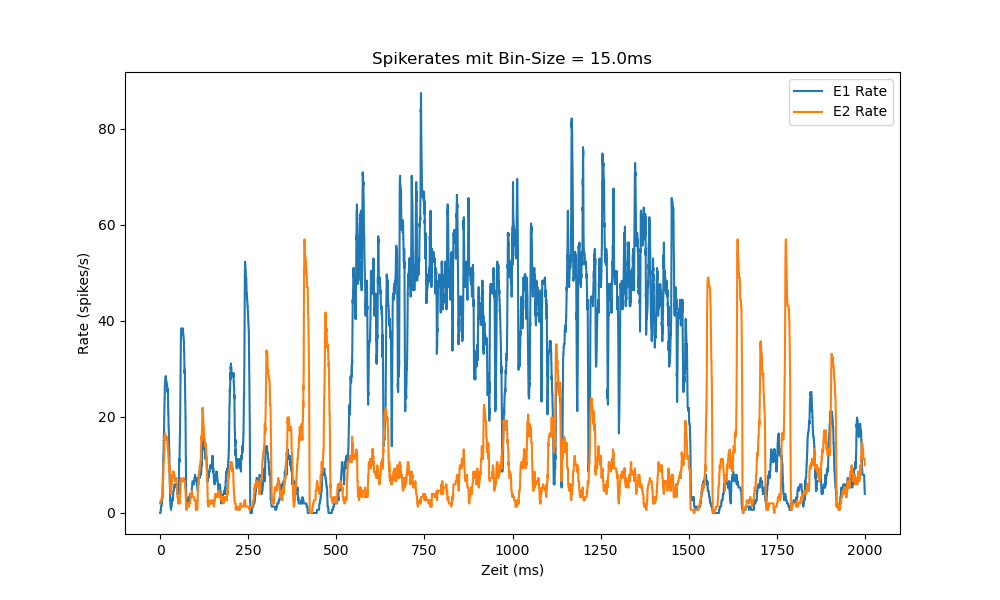 Spikerates mit Bin-Size = 15.0ms
E1 Rate
E2 Rate
Rate (spikes/s)
80
60
40
20
0
0 250 500 750 1000 1250 1500 1750 2000
Zeit (ms)